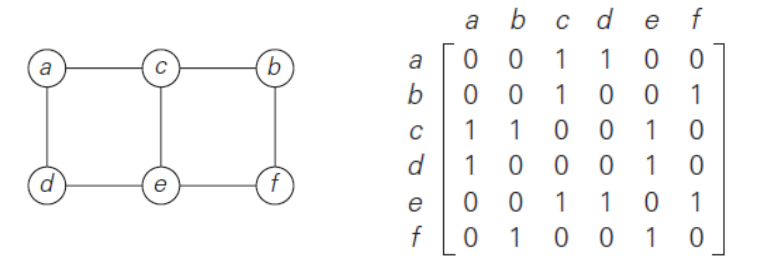 a c b
d e f
a b c d e f
a 0 0 1 1 0 0
b 0 0 1 0 0 1
c 1 1 0 0 1 0
d 1 0 0 0 1 0
e 0 0 1 1 0 1
f 0 1 0 0 1 0